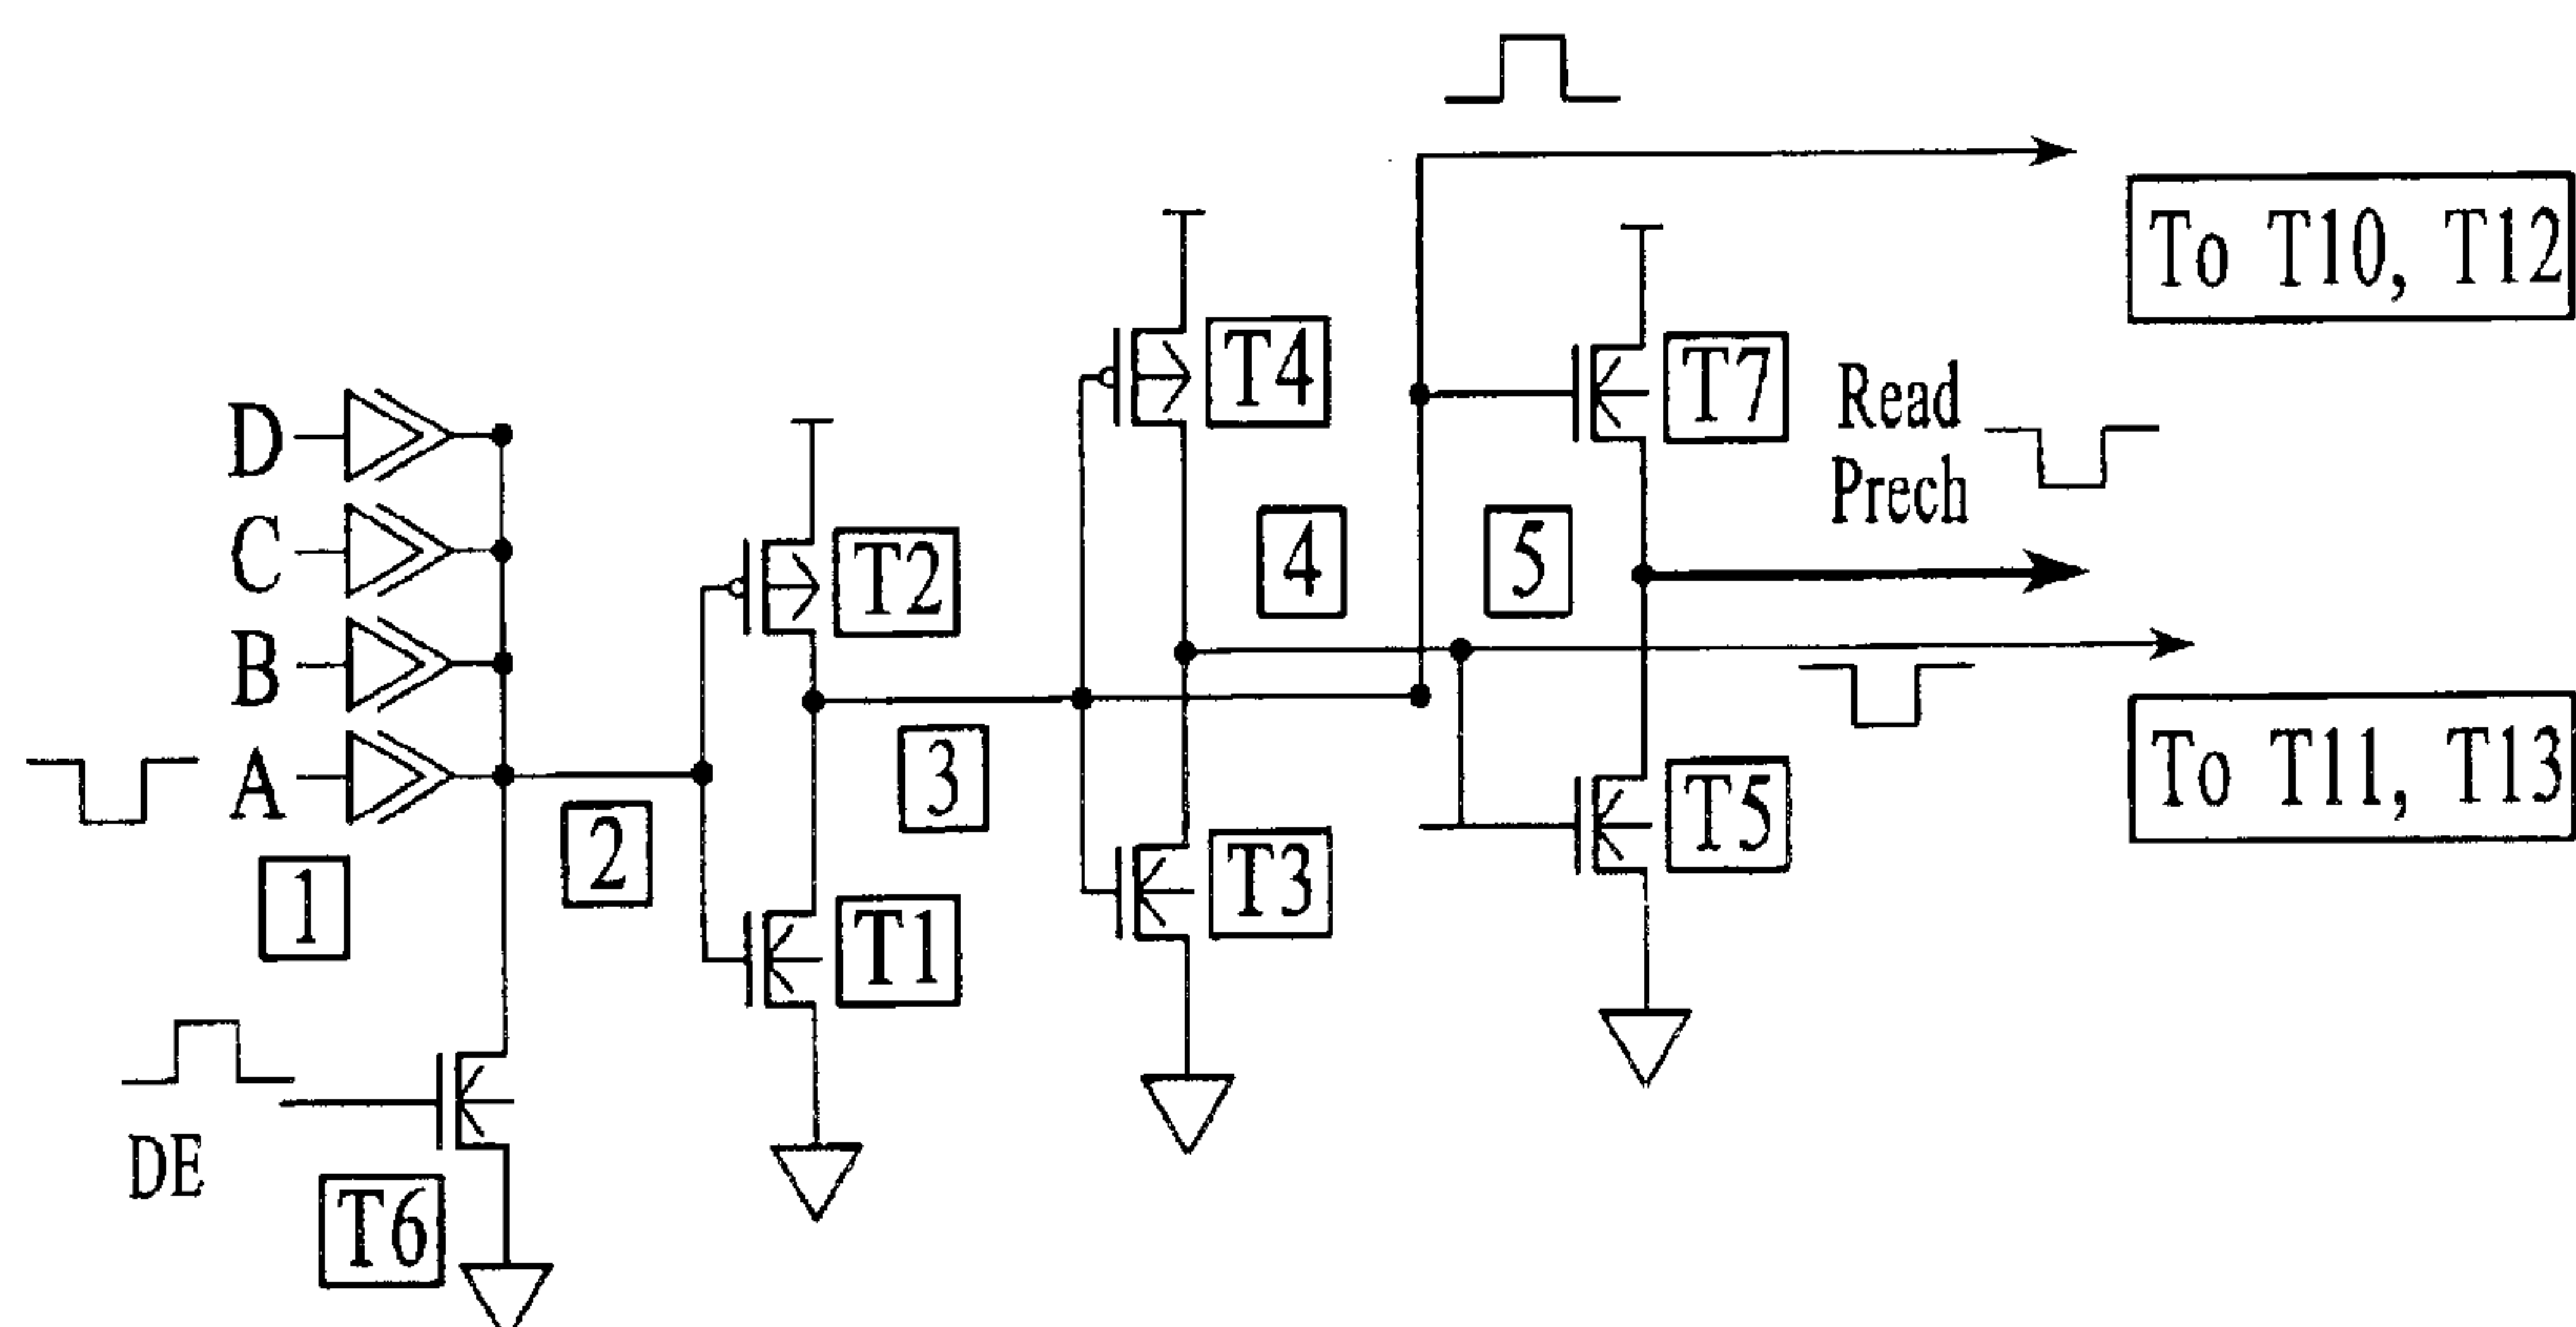 To T10, T12
T4
T7
Read
Prech
D
C
B
A
T2
4
5
3
2
1
T1
T3
T5
To T11, T13
DE
T6